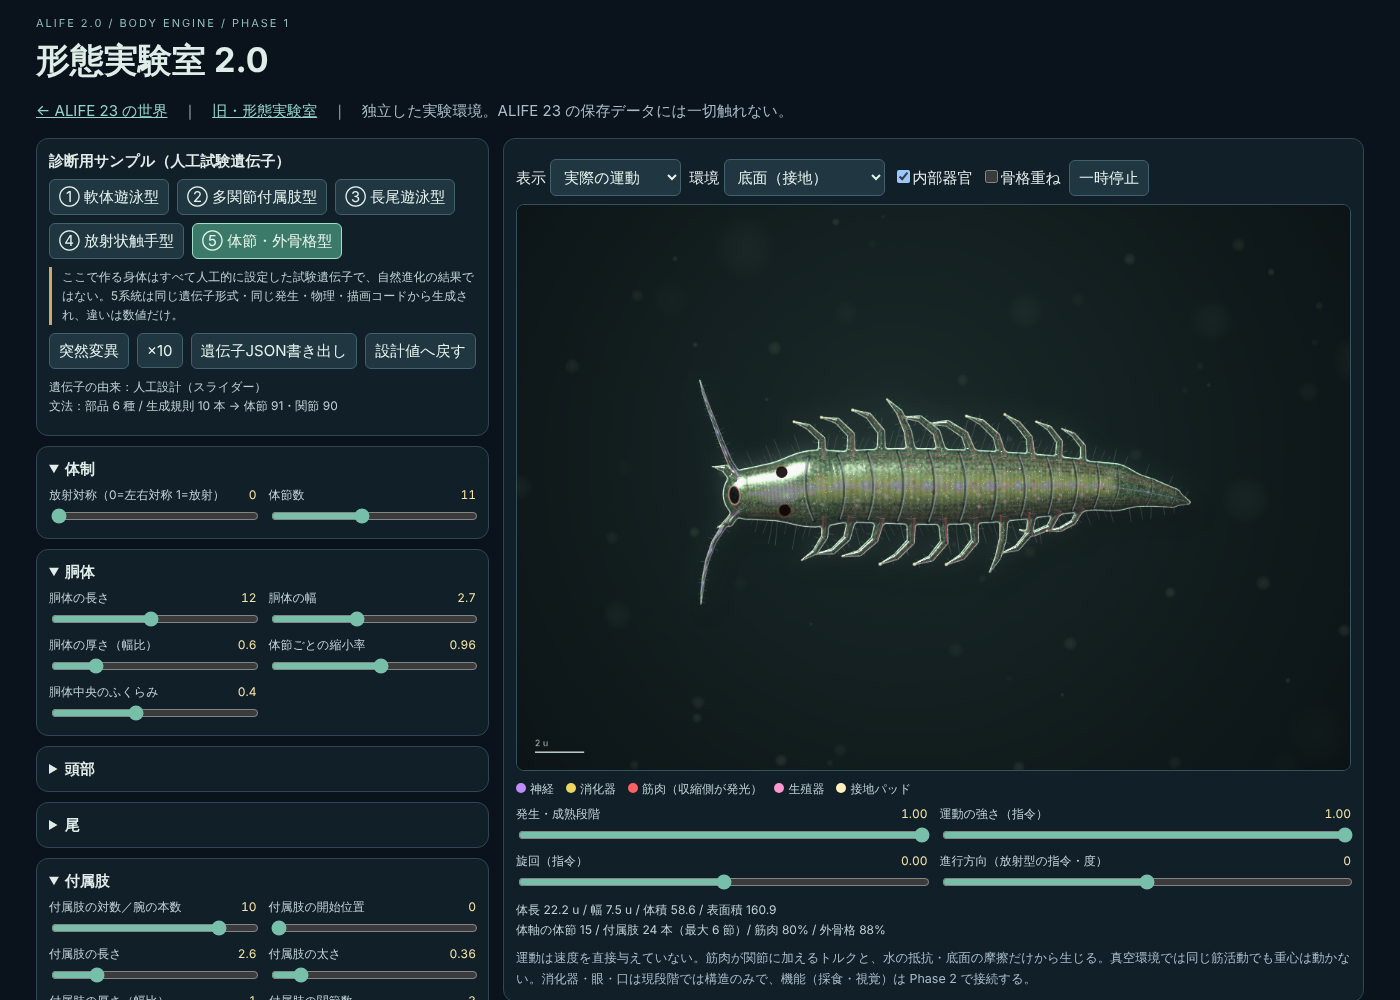 ALIFE 2.0 / BODY ENGINE / PHASE 1
形態実験室 2.0
← ALIFE 23 の世界 | 旧・形態実験室 | 独立した実験環境。ALIFE 23 の保存データには一切触れない。
診断用サンプル（人工試験遺伝子）
① 軟体遊泳型 ② 多関節付属肢型 ③ 長尾遊泳型
④ 放射状触手型 ⑤ 体節・外骨格型
ここで作る身体はすべて人工的に設定した試験遺伝子で、自然進化の結果で
はない。5系統は同じ遺伝子形式・同じ発生・物理・描画コードから生成さ
れ、違いは数値だけ。
突然変異 ×10 遺伝子JSON書き出し 設計値へ戻す
遺伝子の由来：人工設計（スライダー）
文法：部品 6 種 / 生成規則 10 本 → 体節 91・関節 90
▼ 体制
放射対称（0=左右対称 1=放射） 0 体節数 11
▼ 胴体
胴体の長さ 12 胴体の幅 2.7
胴体の厚さ（幅比） 0.6 体節ごとの縮小率 0.96
胴体中央のふくらみ 0.4
▶ 頭部
▶ 尾
▼ 付属肢
付属肢の対数／腕の本数 10 付属肢の開始位置 0
付属肢の長さ 2.6 付属肢の太さ 0.36
表示 実際の運動 環境 底面（接地） 内部器官 骨格重ね 一時停止
2 u
神経 消化器 筋肉（収縮側が発光） 生殖器 接地パッド
発生・成熟段階 1.00 運動の強さ（指令） 1.00
旋回（指令） 0.00 進行方向（放射型の指令・度） 0
体長 22.2 u / 幅 7.5 u / 体積 58.6 / 表面積 160.9
体軸の体節 15 / 付属肢 24 本（最大 6 節）/ 筋肉 80% / 外骨格 88%
運動は速度を直接与えていない。筋肉が関節に加えるトルクと、水の抵抗・底面の摩擦だけから生じる。真空環境では同じ筋活動でも重心は動かな
い。消化器・眼・口は現段階では構造のみで、機能（採食・視覚）は Phase 2 で接続する。